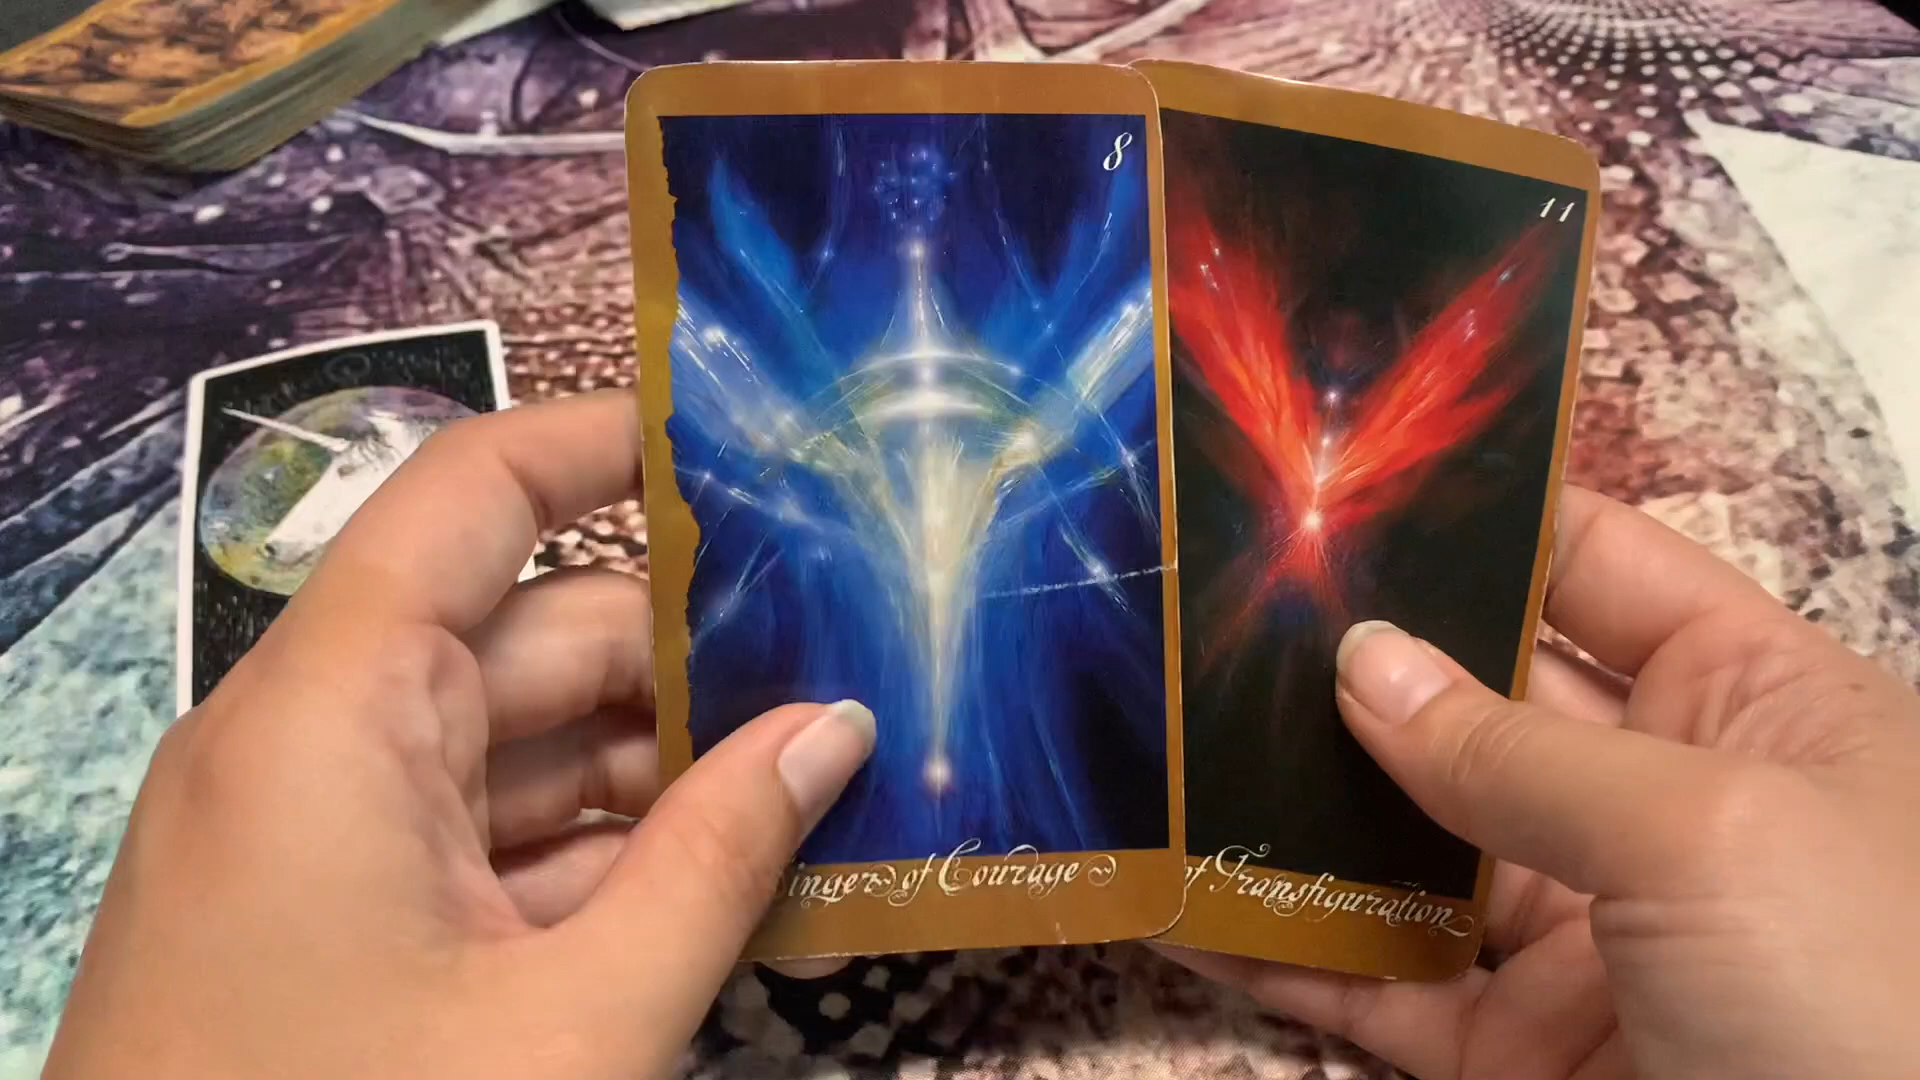 8
11
inger of Courage
of Transfiguration